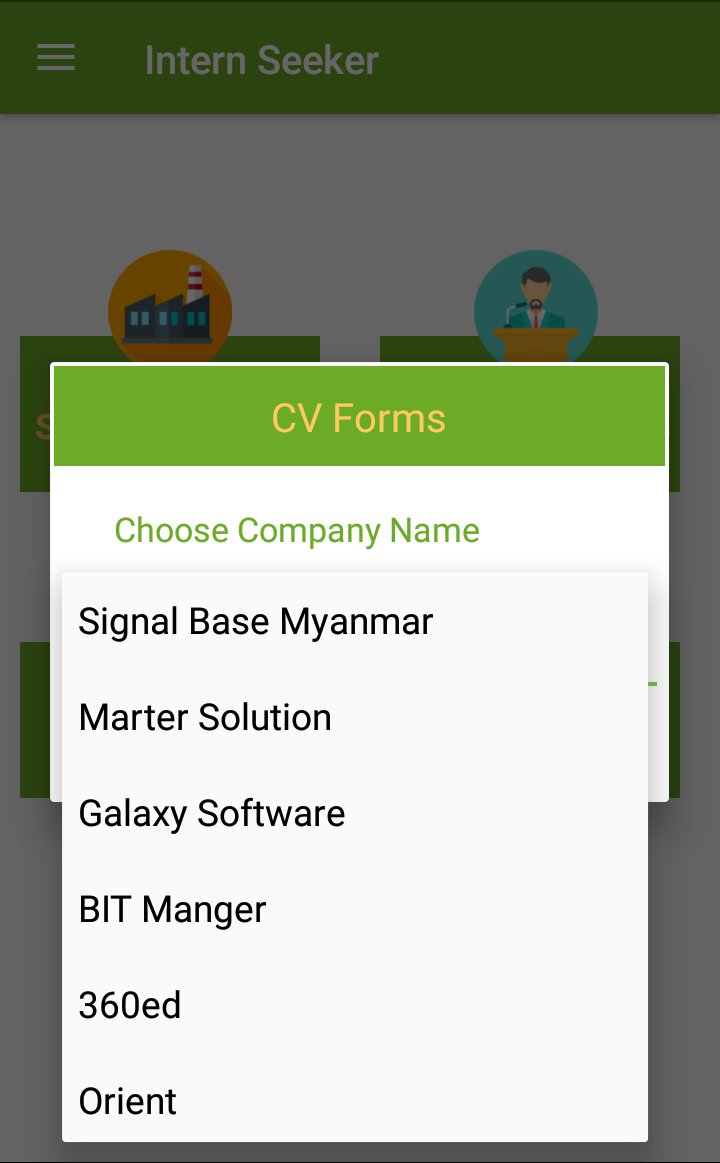 Intern Seeker
CV Forms
Choose Company Name
Signal Base Myanmar
Marter Solution
Galaxy Software
BIT Manger
360ed
Orient